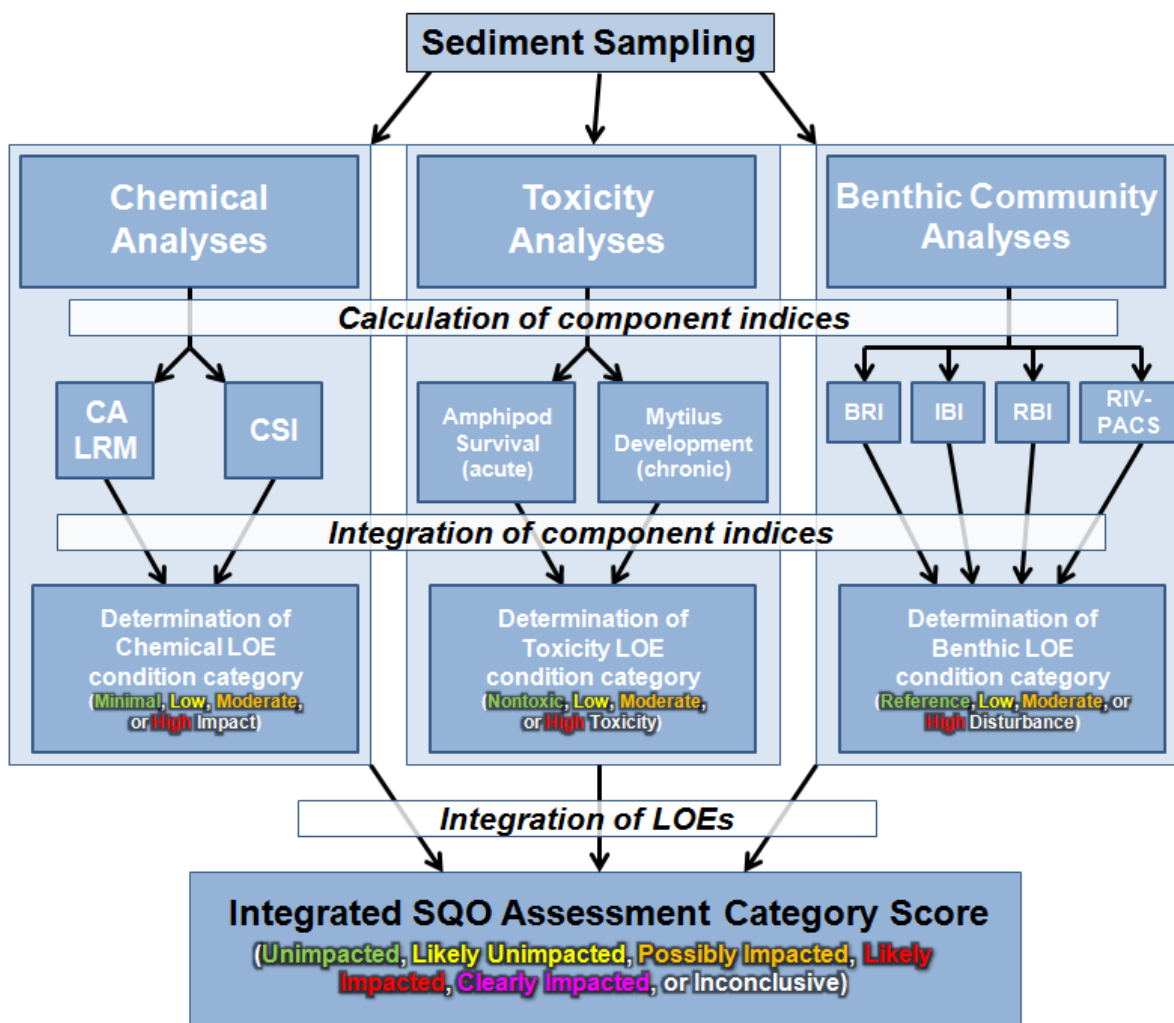 Sediment Sampling
Chemical
Analyses
Toxicity
Analyses
Benthic Community
Analyses
Calculation of component indices
CA
LRM
CSI
Amphipod
Survival
(acute)
Mytilus
Development
(chronic)
BRI
IBI
RBI
RIV-
PACS
Integration of component indices
Determination of
Chemical LOE
condition category
(Minimal, Low, Moderate,
or High Impact)
Determination of
Toxicity LOE
condition category
(Nontoxic, Low, Moderate,
or High Toxicity)
Determination of
Benthic LOE
condition category
(Reference, Low, Moderate, or
High Disturbance)
Integration of LOEs
Integrated SQO Assessment Category Score
(Unimpacted, Likely Unimpacted, Possibly Impacted, Likely
Impacted, Clearly Impacted, or Inconclusive)